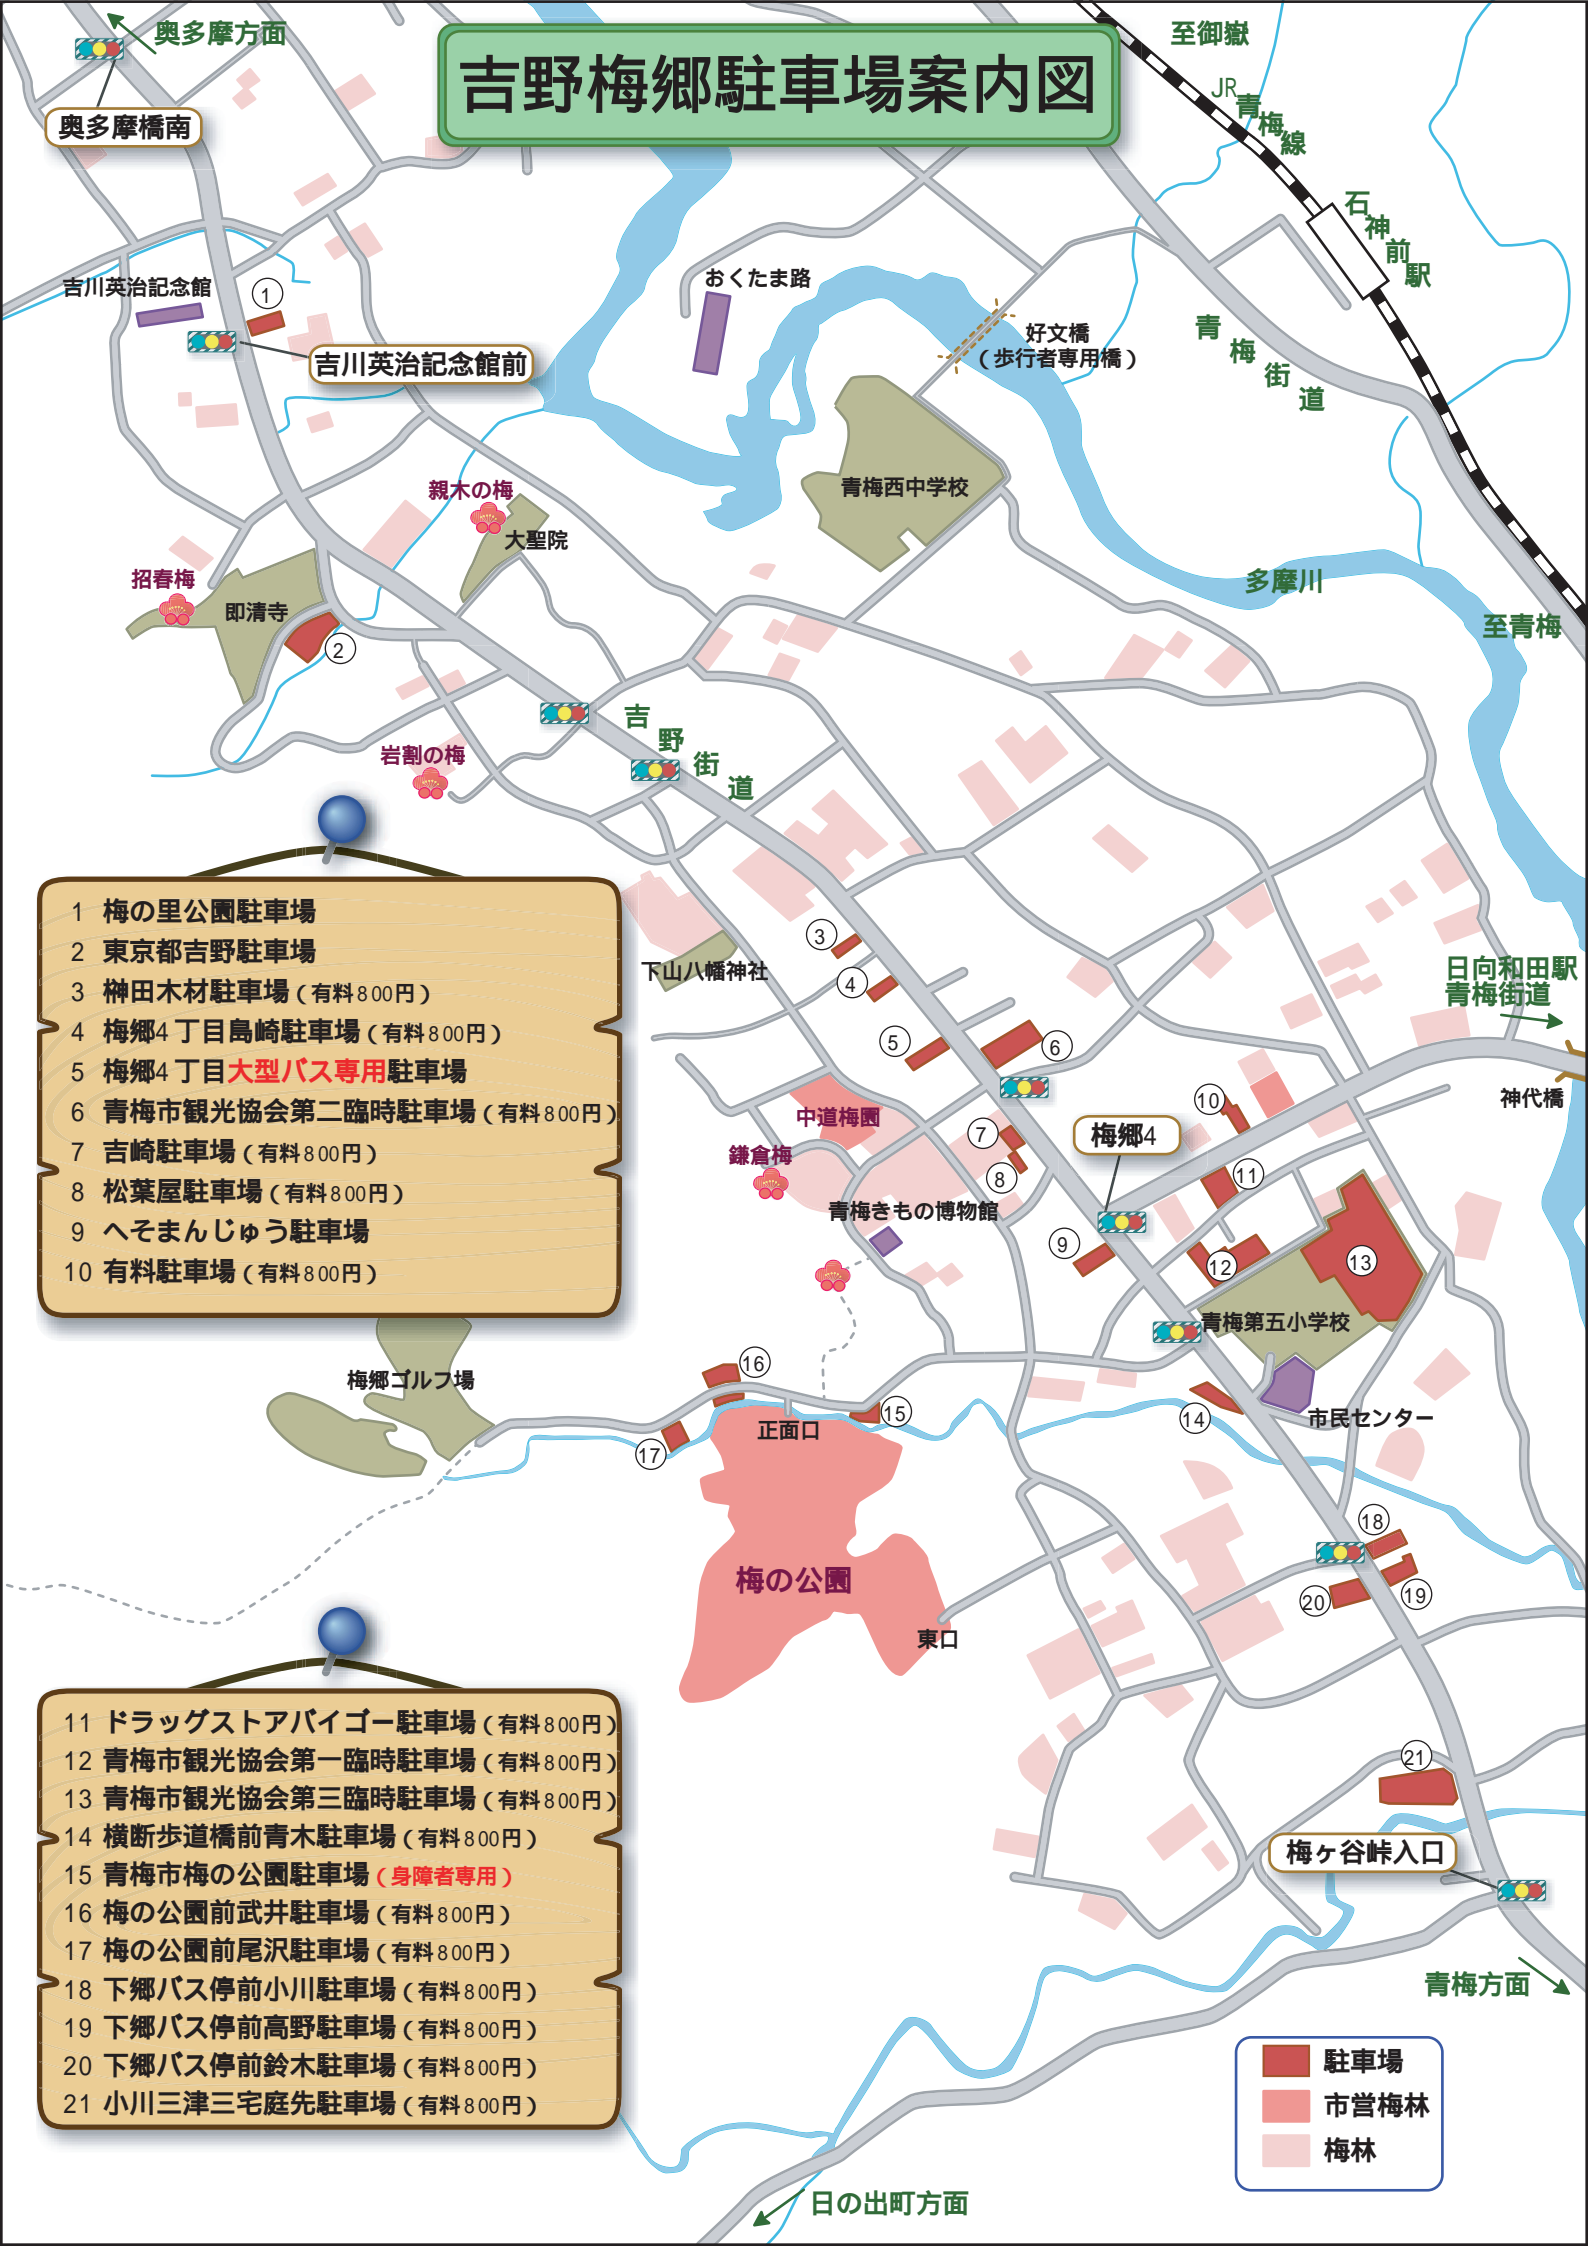 吉野梅郷駐車場案内図
奥多摩方面
奥多摩橋南
至御嶽
JR青梅線
石神前駅
青梅街道
吉川英治記念館
1
吉川英治記念館前
おくたま路
好文橋
(歩行者専用橋)
青梅西中学校
親木の梅
大聖院
招春梅
即清寺
2
多摩川
至青梅
岩割の梅
吉野街道
1 梅の里公園駐車場
2 東京都吉野駐車場
3 榊田木材駐車場(有料800円)
4 梅郷4丁目島崎駐車場(有料800円)
5 梅郷4丁目大型バス専用駐車場
6 青梅市観光協会第二臨時駐車場(有料800円)
7 吉崎駐車場(有料800円)
8 松葉屋駐車場(有料800円)
9 へそまんじゅう駐車場
10 有料駐車場(有料800円)
3
下山八幡神社
4
日向和田駅
青梅街道
5
6
神代橋
中道梅園
10
7
梅郷4
鎌倉梅
8
11
青梅きもの博物館
9
12
13
青梅第五小学校
梅郷ゴルフ場
16
15
正面口
17
14
市民センター
18
梅の公園
19
20
東口
11 ドラッグストアバイゴー駐車場(有料800円)
12 青梅市観光協会第一臨時駐車場(有料800円)
13 青梅市観光協会第三臨時駐車場(有料800円)
14 横断歩道橋前青木駐車場(有料800円)
15 青梅市梅の公園駐車場(身障者専用)
16 梅の公園前武井駐車場(有料800円)
17 梅の公園前尾沢駐車場(有料800円)
18 下郷バス停前小川駐車場(有料800円)
19 下郷バス停前高野駐車場(有料800円)
20 下郷バス停前鈴木駐車場(有料800円)
21 小川三津三宅庭先駐車場(有料800円)
21
梅ヶ谷峠入口
青梅方面
駐車場
市営梅林
梅林
日の出町方面